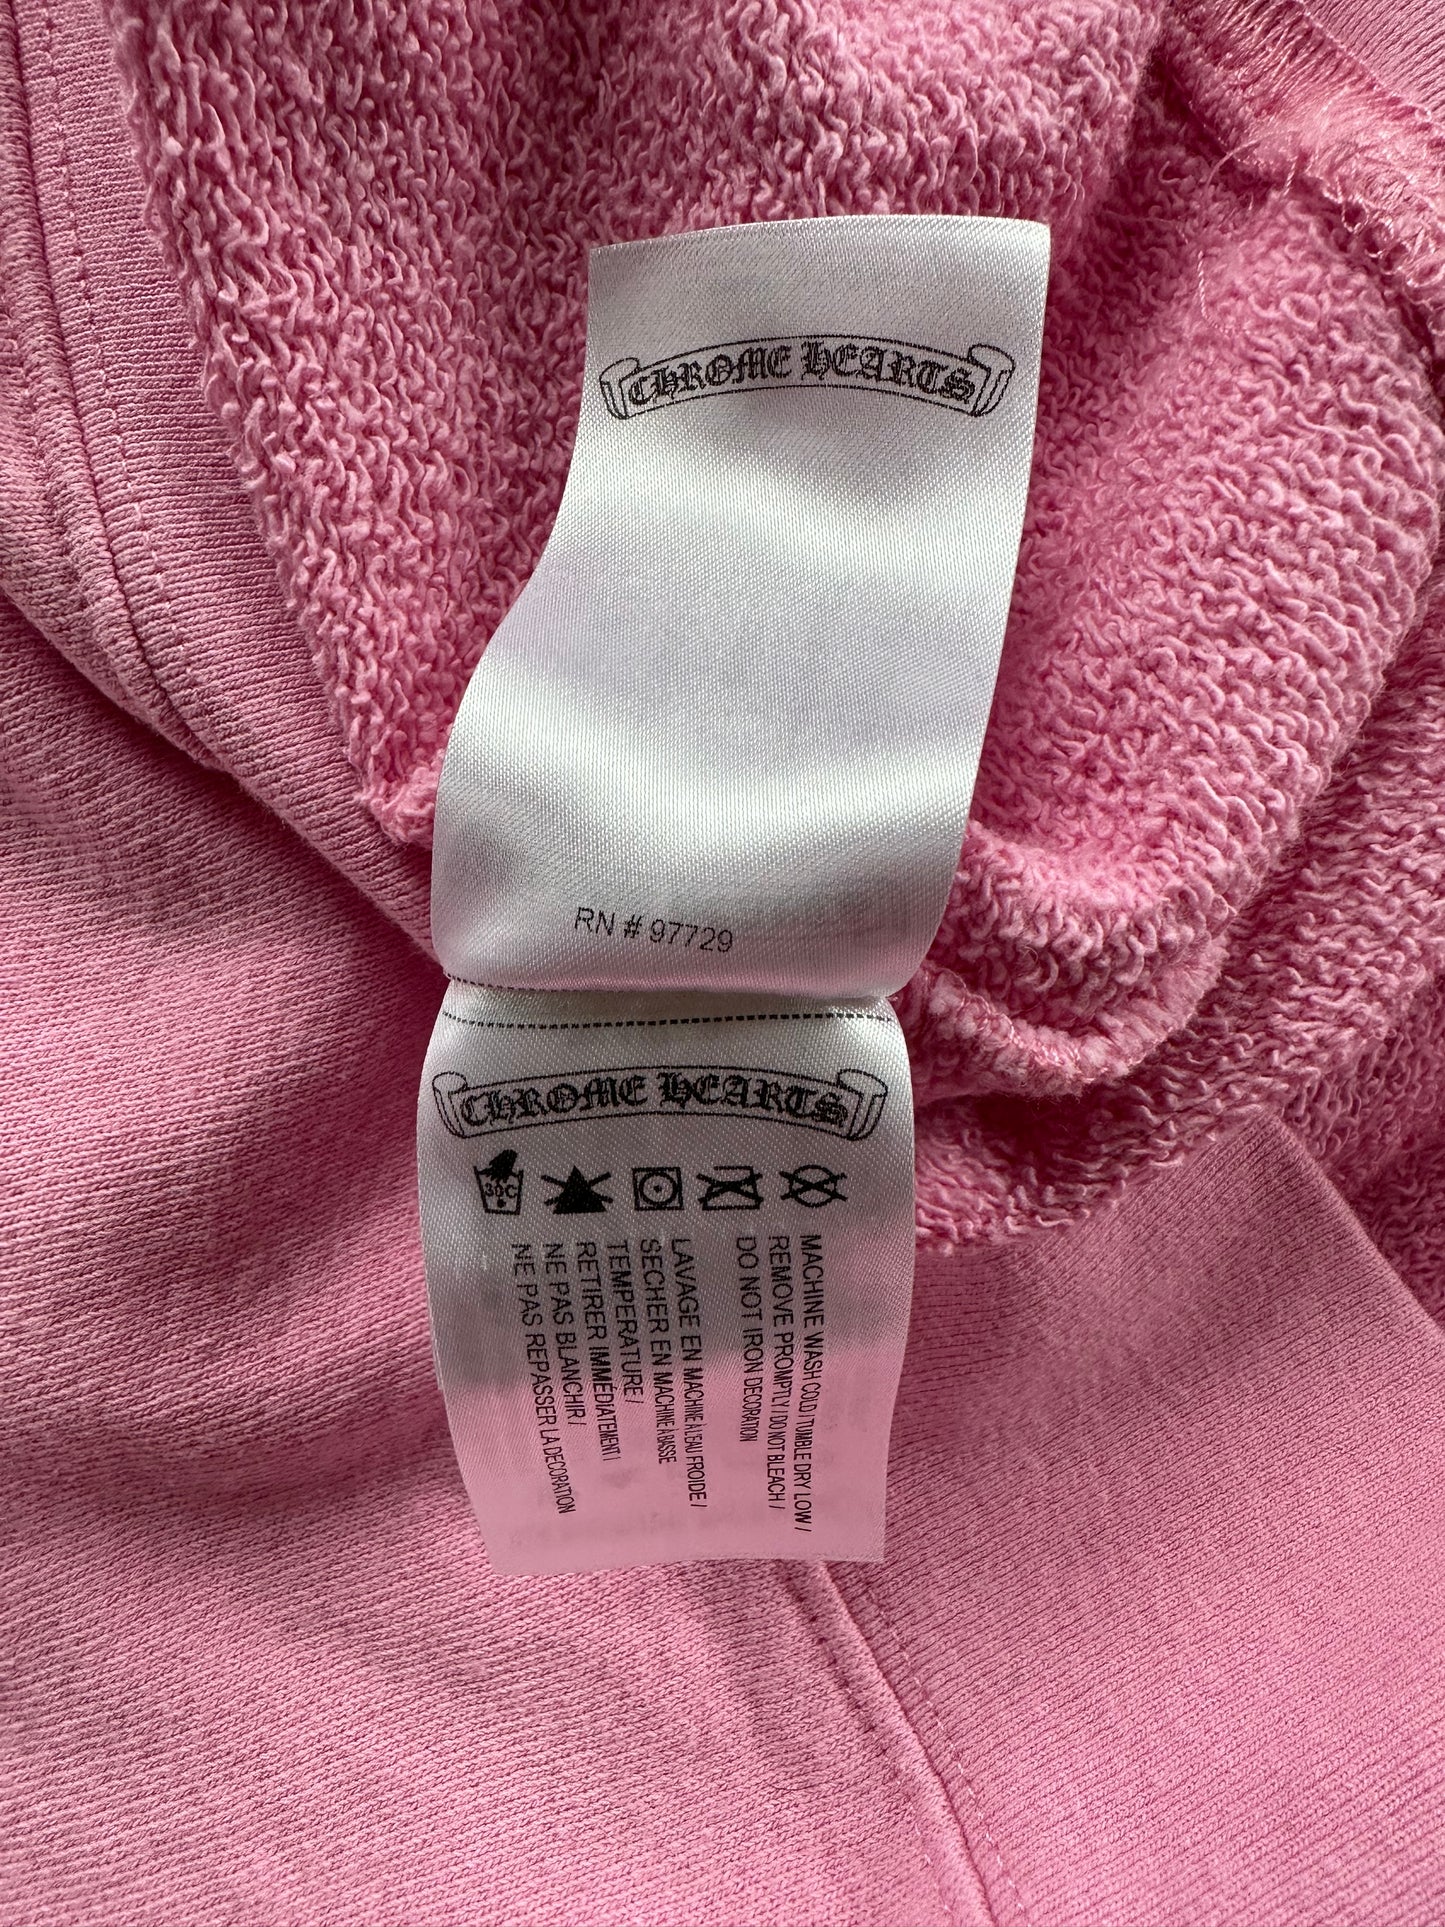 CHROME HEARTS
RN # 97729
CHROME HEARTS
30C
MACHINE WASH COLD / TUMBLE DRY LOW /
REMOVE PROMPTLY / DO NOT BLEACH /
DO NOT IRON DECORATION
LAVAGE EN MACHINE À L'EAU FROIDE /
SECHER EN MACHINE À BASSE
TEMPERATURE /
RETIRER IMMÉDIATEMENT /
NE PAS BLANCHIR /
NE PAS REPASSER LA DECORATION